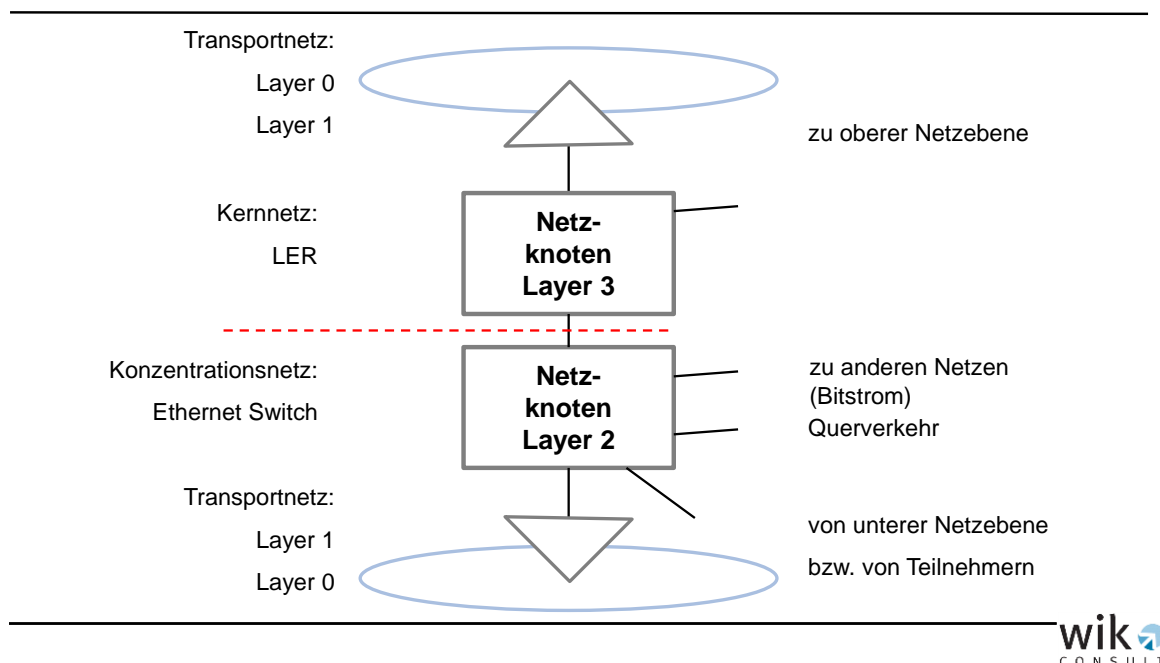 Transportnetz:
Layer 0
Layer 1
zu oberer Netzebene
Kernnetz:
LER
Netz-
knoten
Layer 3
Konzentrationsnetz:
Ethernet Switch
Netz-
knoten
Layer 2
zu anderen Netzen
(Bitstrom)
Querverkehr
Transportnetz:
Layer 1
Layer 0
von unterer Netzebene
bzw. von Teilnehmern
wik
CONSULT